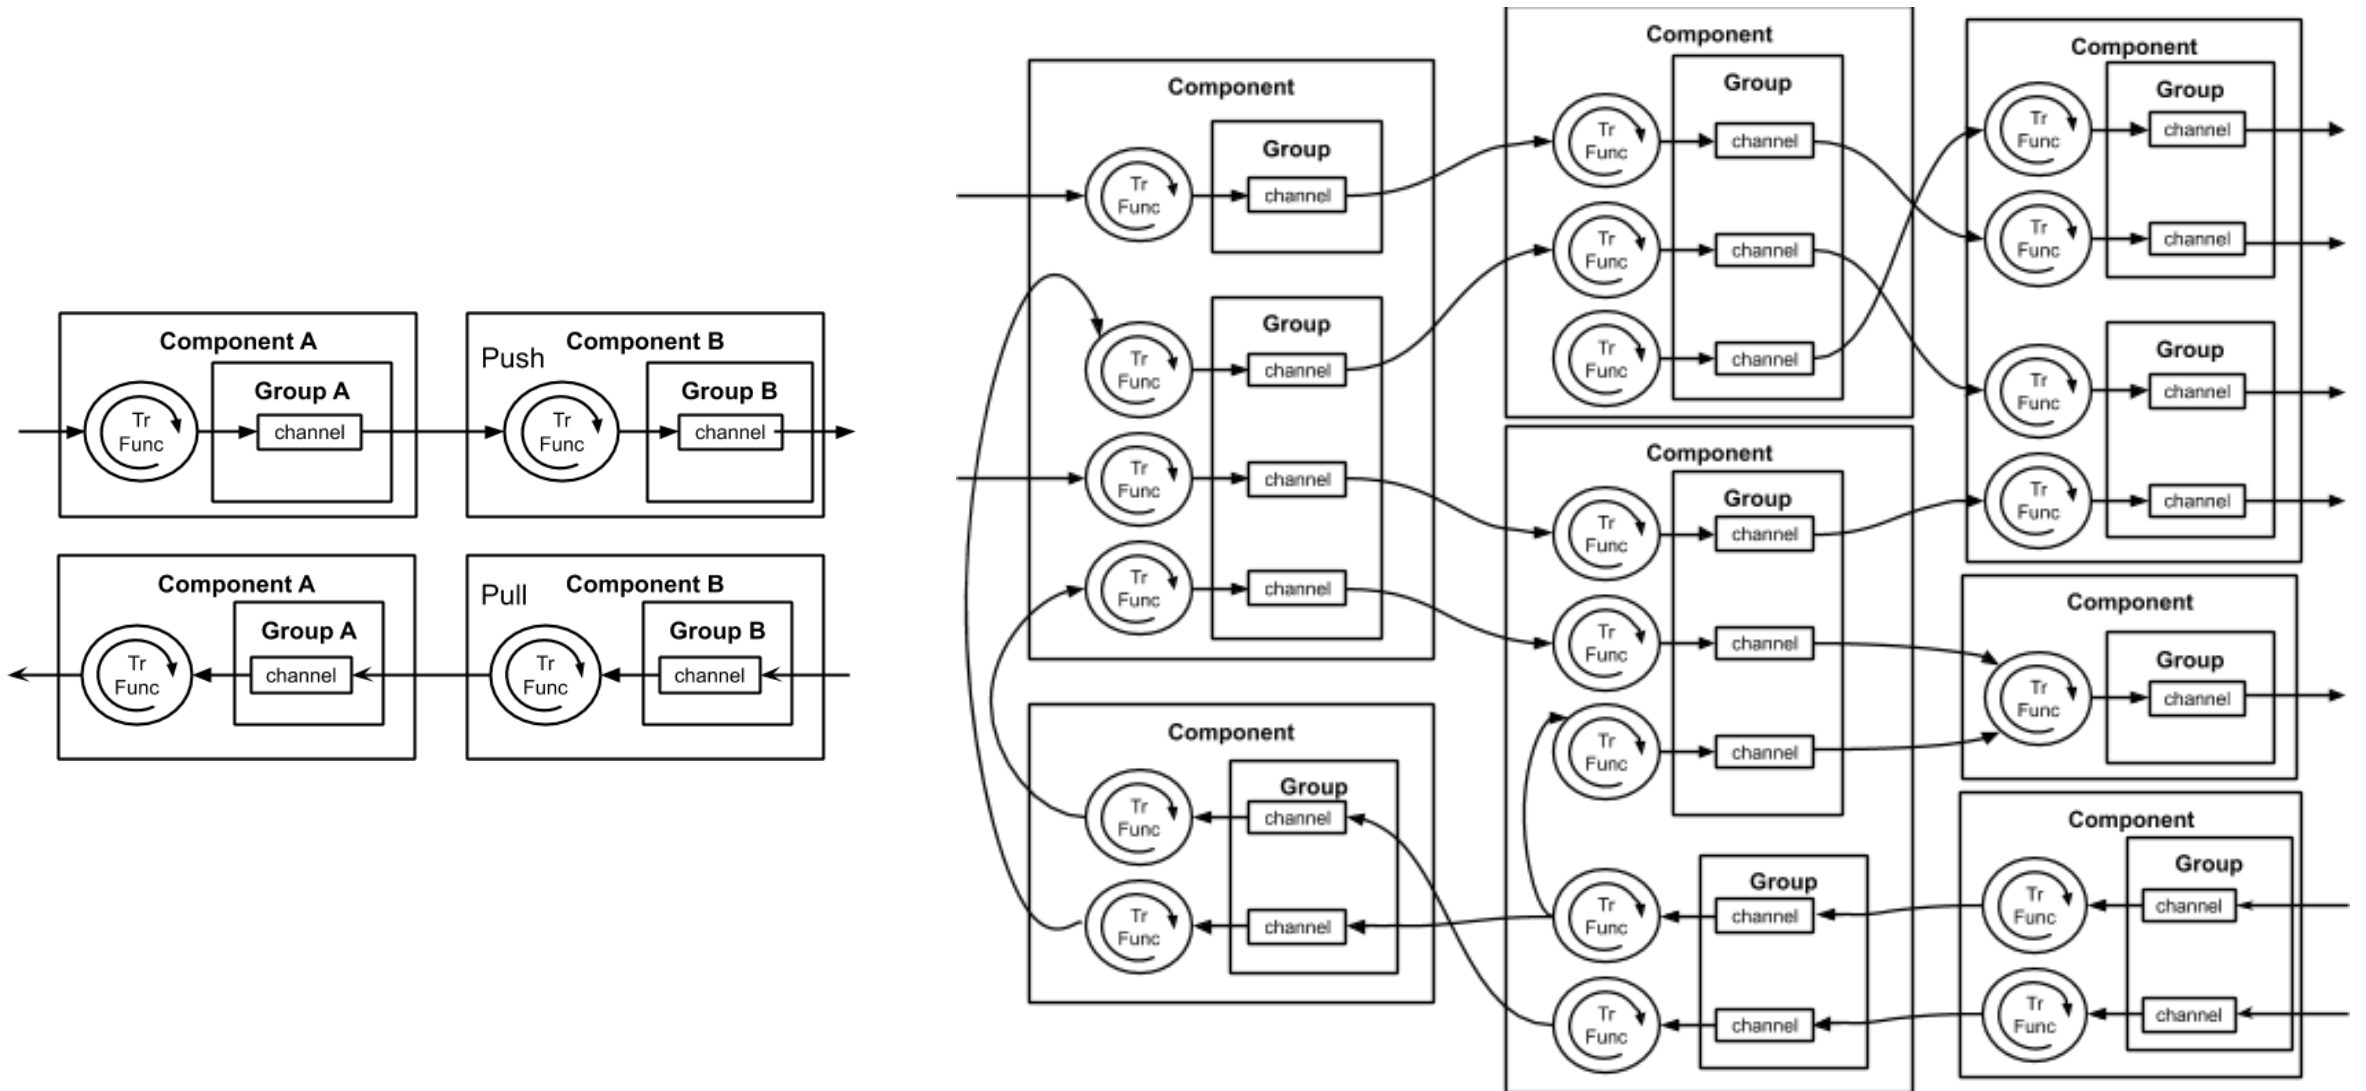 Component A
Group A
Tr
Func
channel
Push
Component B
Group B
Tr
Func
channel
Component A
Group A
Tr
Func
channel
Pull
Component B
Group B
Tr
Func
channel
Component
Group
Tr
Func
channel
Group
Tr
Func
channel
Tr
Func
channel
Tr
Func
channel
Component
Group
Tr
Func
channel
Tr
Func
channel
Component
Group
Tr
Func
channel
Tr
Func
channel
Tr
Func
channel
Component
Group
Tr
Func
channel
Tr
Func
channel
Tr
Func
channel
Group
Tr
Func
channel
Tr
Func
channel
Component
Group
Tr
Func
channel
Tr
Func
channel
Group
Tr
Func
channel
Tr
Func
channel
Component
Group
Tr
Func
channel
Component
Group
Tr
Func
channel
Tr
Func
channel